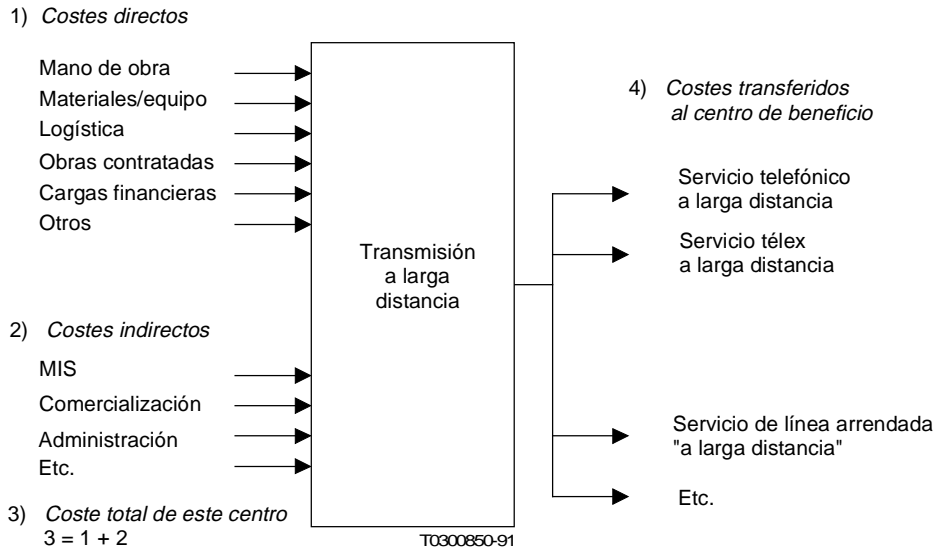 1) Costes directos
Mano de obra
Materiales/equipo
Logística
Obras contratadas
Cargas financieras
Otros
2) Costes indirectos
MIS
Comercialización
Administración
Etc.
3) Coste total de este centro
3 = 1 + 2
Transmisión
a larga
distancia
4) Costes transferidos
al centro de beneficio
Servicio telefónico
a larga distancia
Servicio télex
a larga distancia
Servicio de línea arrendada
"a larga distancia"
Etc.
T0300850-91